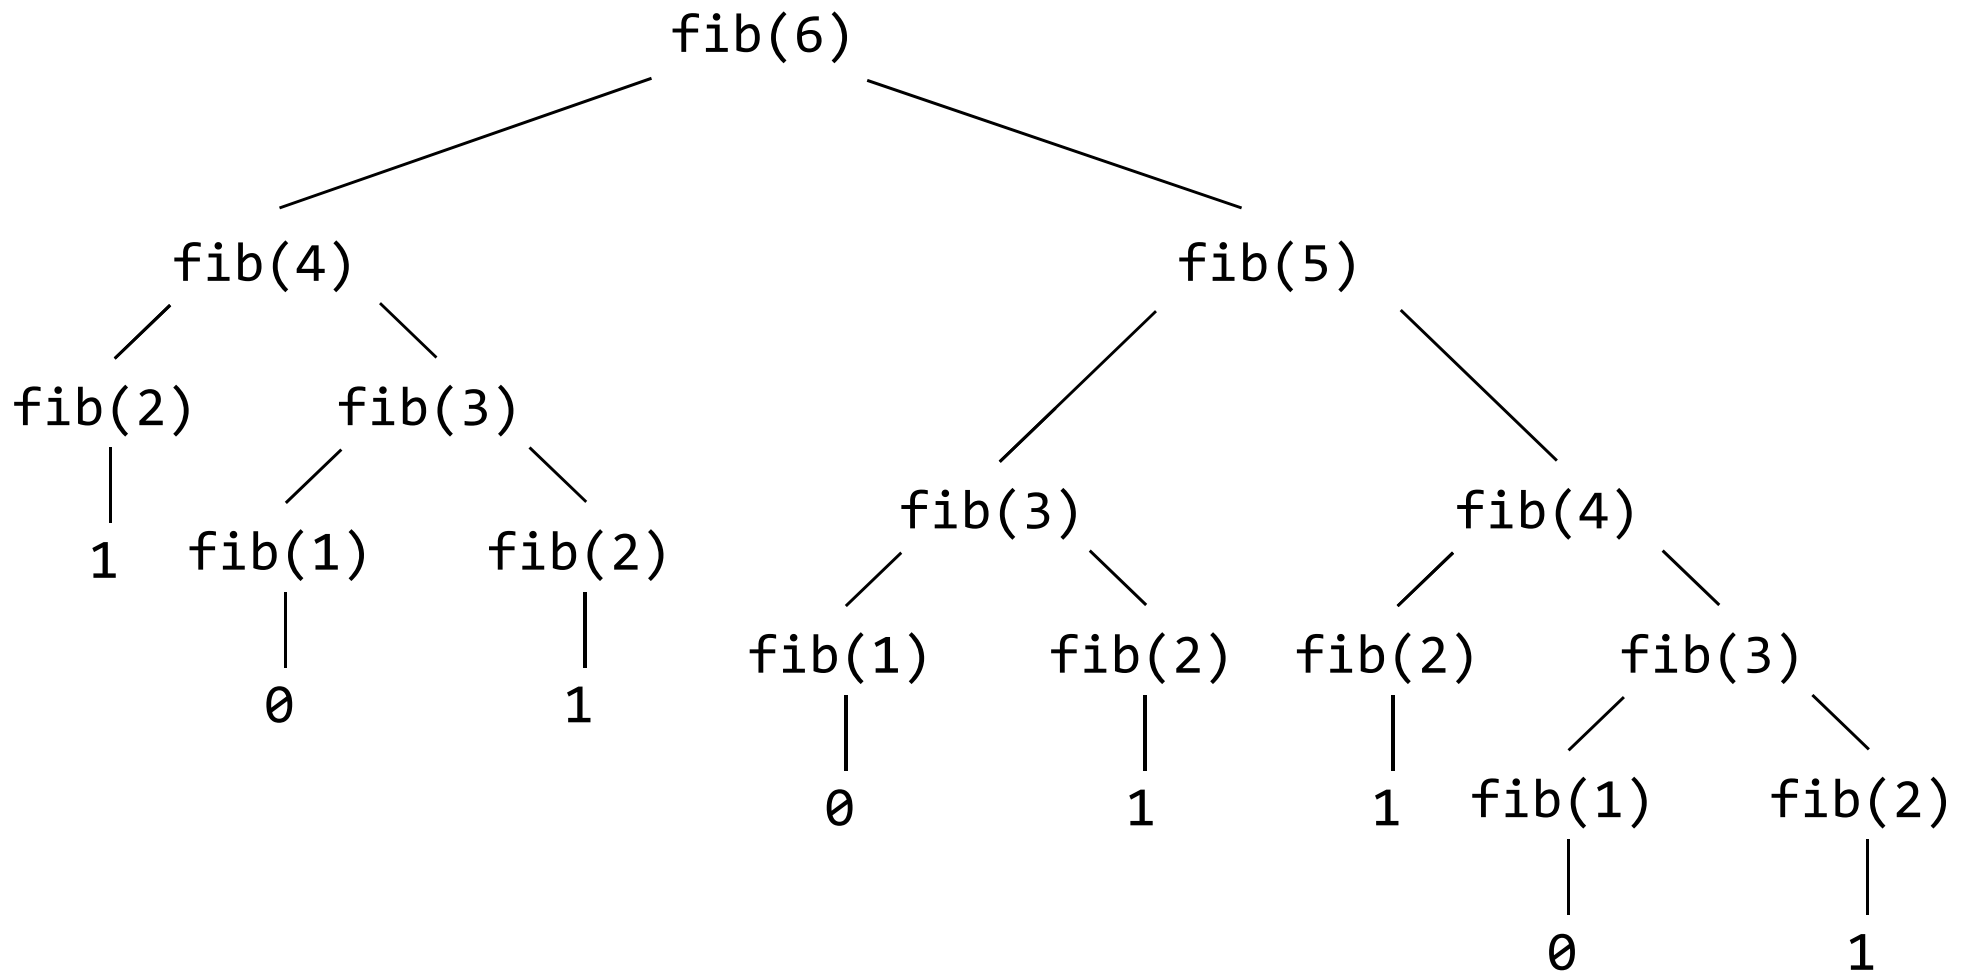 fib(6)
fib(4) fib(5)
fib(2) fib(3)
fib(3) fib(4)
1 fib(1) fib(2)
fib(1) fib(2) fib(2) fib(3)
0 1
0 1 1 fib(1) fib(2)
0 1